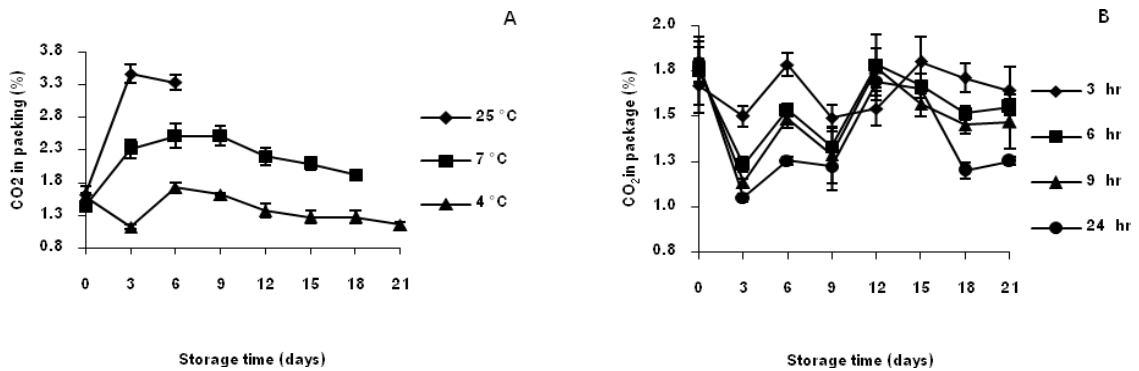 A
CO2 in packing (%)
3.8
3.3
2.8
2.3
1.8
1.3
0.8
0 3 6 9 12 15 18 21
Storage time (days)
25 °C
7 °C
4 °C
B
CO₂in package (%)
2.0
1.8
1.5
1.3
1.0
0.8
0 3 6 9 12 15 18 21
Storage time (days)
3 hr
6 hr
9 hr
24 hr